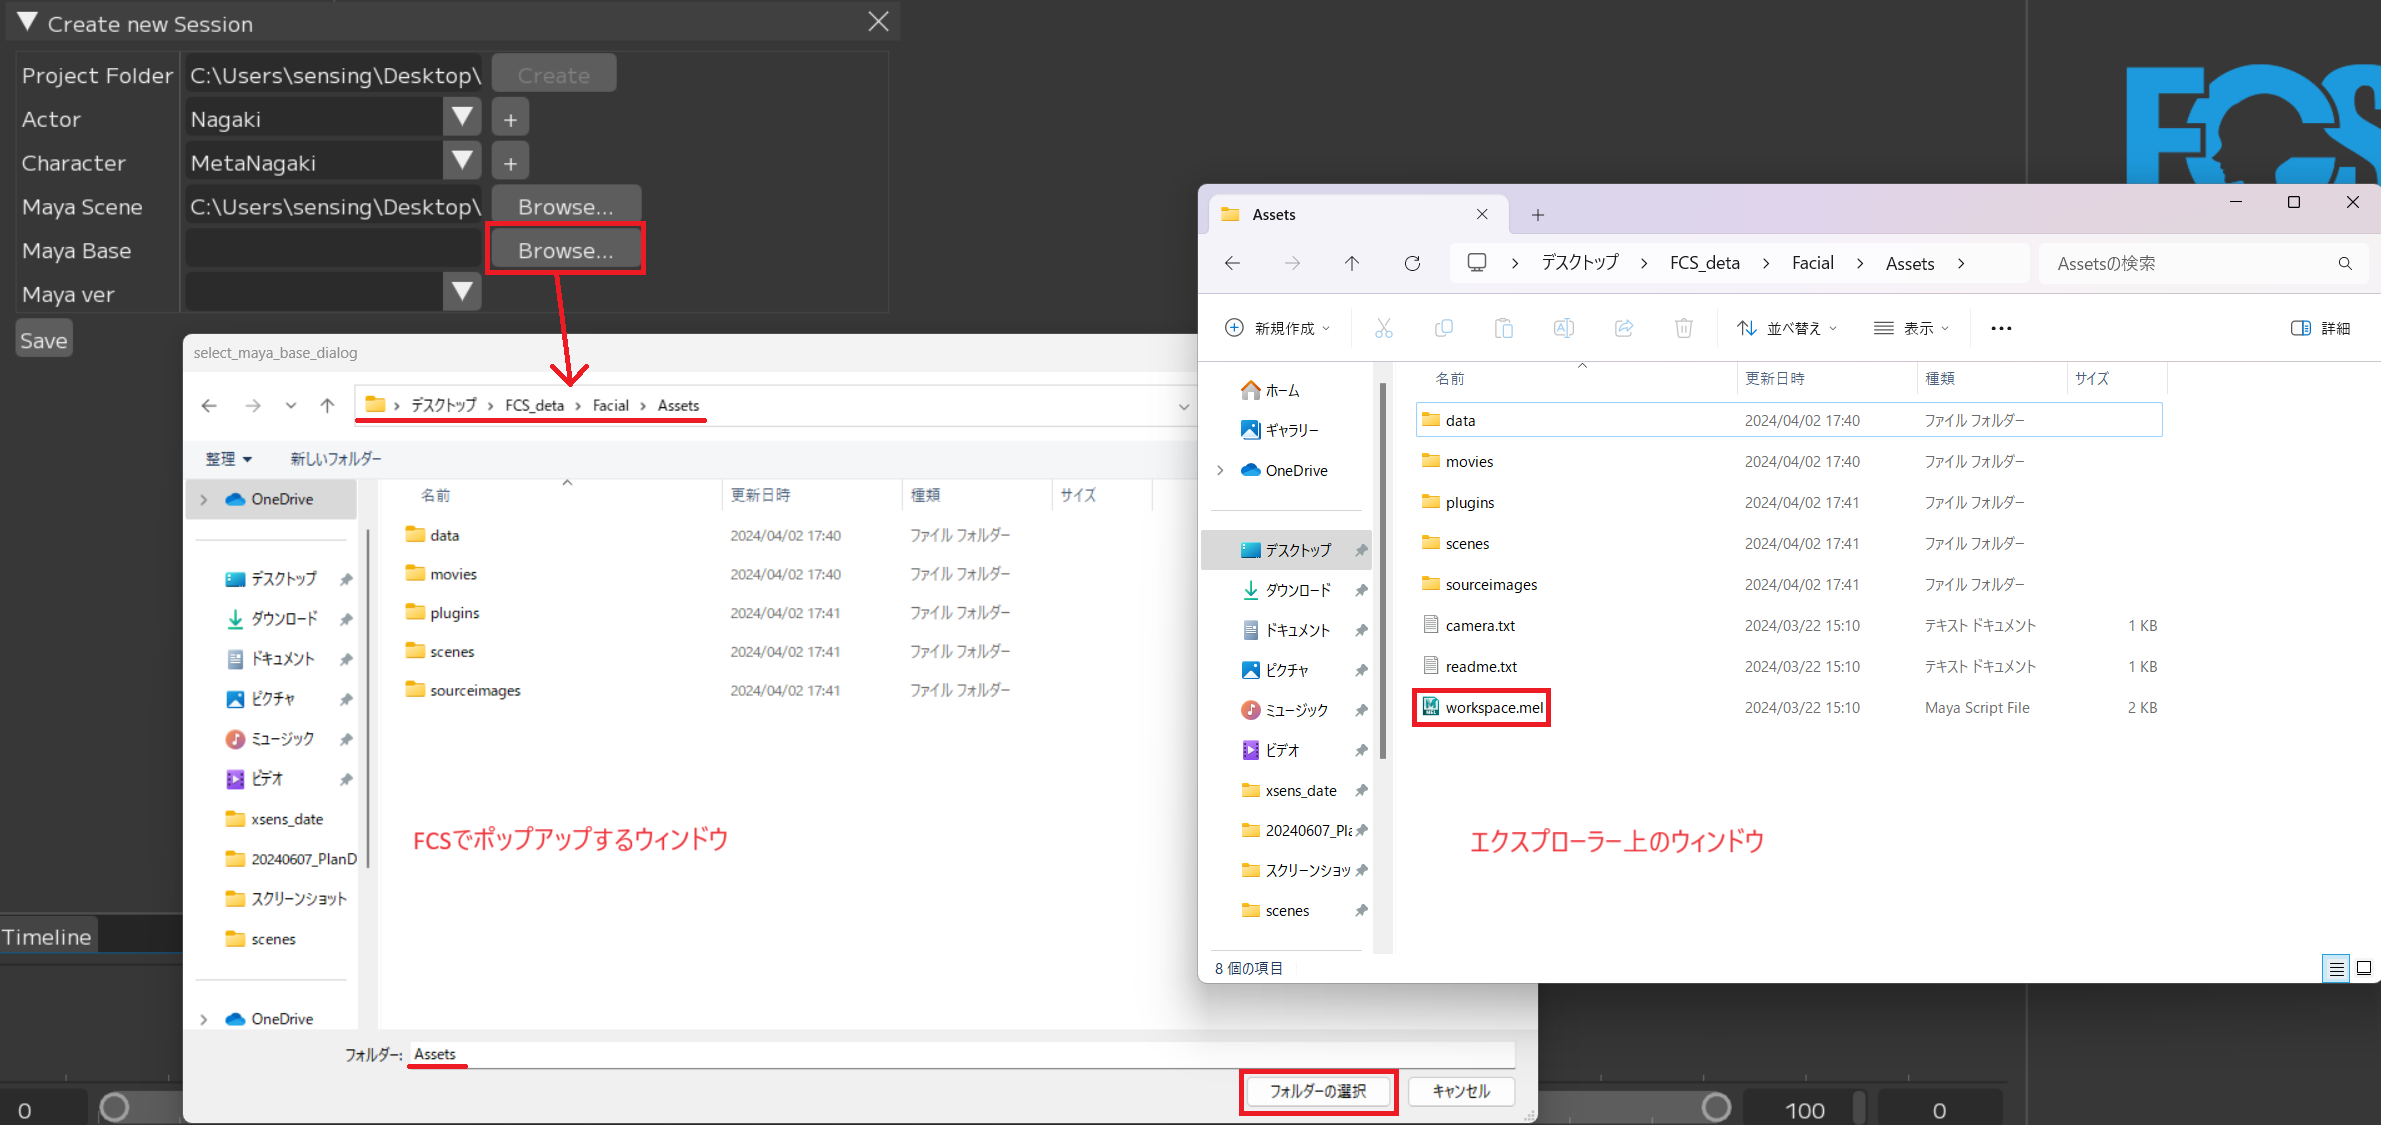 Create new Session
Project Folder C:\Users\sensing\Desktop\ Create
Actor Nagaki +
Character MetaNagaki +
Maya Scene C:\Users\sensing\Desktop\ Browse...
Maya Base Browse...
Maya ver
Save
FCS
select_maya_base_dialog
デスクトップ FCS_deta Facial Assets
整理 新しいフォルダー
OneDrive
デスクトップ
ダウンロード
ドキュメント
ピクチャ
ミュージック
ビデオ
xsens_date
20240607_PlanD
スクリーンショット
scenes
OneDrive
名前 更新日時 種類 サイズ
data 2024/04/02 17:40 ファイル フォルダー
movies 2024/04/02 17:40 ファイル フォルダー
plugins 2024/04/02 17:41 ファイル フォルダー
scenes 2024/04/02 17:41 ファイル フォルダー
sourceimages 2024/04/02 17:41 ファイル フォルダー
FCSでポップアップするウィンドウ
フォルダー: Assets
フォルダーの選択 キャンセル
Assets
デスクトップ FCS_deta Facial Assets Assetsの検索
新規作成 並べ替え 表示 詳細
ホーム
ギャラリー
OneDrive
デスクトップ
ダウンロード
ドキュメント
ピクチャ
ミュージック
ビデオ
xsens_date
20240607_Pla
スクリーンショッ
scenes
名前 更新日時 種類 サイズ
data 2024/04/02 17:40 ファイル フォルダー
movies 2024/04/02 17:40 ファイル フォルダー
plugins 2024/04/02 17:41 ファイル フォルダー
scenes 2024/04/02 17:41 ファイル フォルダー
sourceimages 2024/04/02 17:41 ファイル フォルダー
camera.txt 2024/03/22 15:10 テキスト ドキュメント 1 KB
readme.txt 2024/03/22 15:10 テキスト ドキュメント 1 KB
workspace.mel 2024/03/22 15:10 Maya Script File 2 KB
エクスプローラー上のウィンドウ
8 個の項目
Timeline
0 100 0